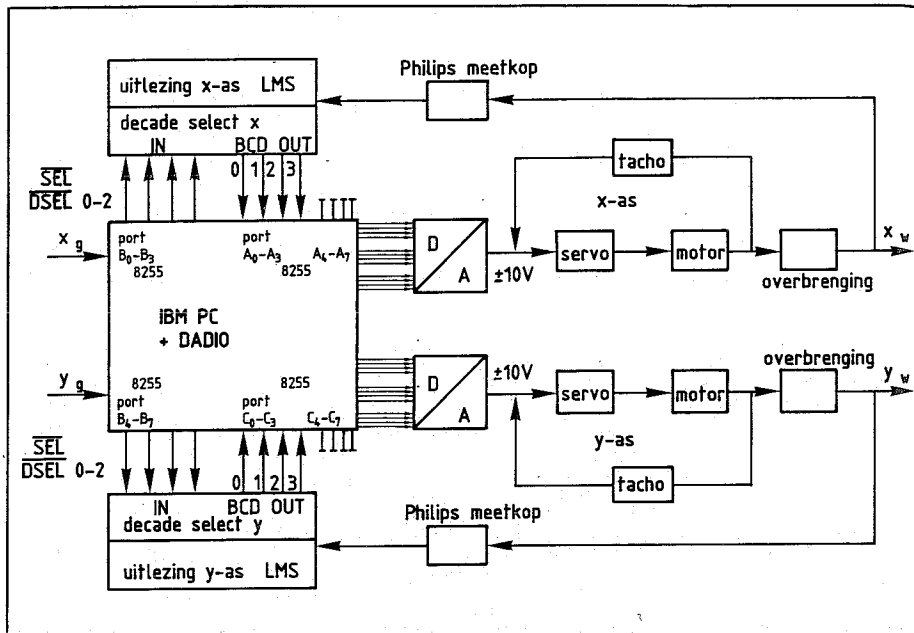 uitlezing x-as LMS
Philips meetkop
decade select x
IN BCD OUT
0 1 2 3
tacho
SEL
DSEL 0-2
x-as
x g
port
B0-B3
8255
port
A0-A3
8255
A4-A7
D
A
±10V
servo
motor
overbrenging
x w
IBM PC
+ DADIO
y g
8255
port
B4-B7
8255
port
C0-C3
C4-C7
D
A
±10V
servo
motor
overbrenging
y w
y-as
SEL
DSEL 0-2
0 1 2 3
tacho
IN BCD OUT
decade select y
Philips meetkop
uitlezing y-as LMS